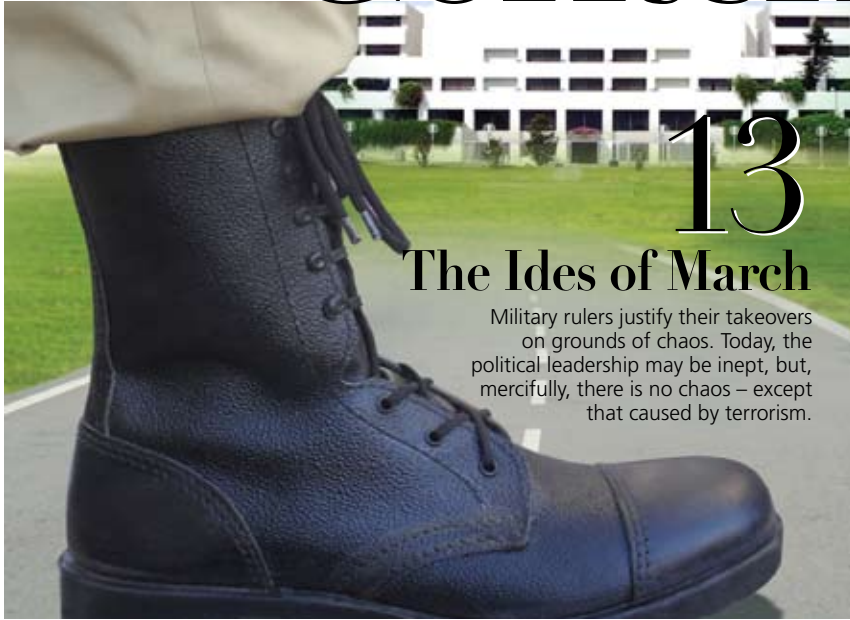 13
The Ides of March
Military rulers justify their takeovers
on grounds of chaos. Today, the
political leadership may be inept, but,
mercifully, there is no chaos – except
that caused by terrorism.